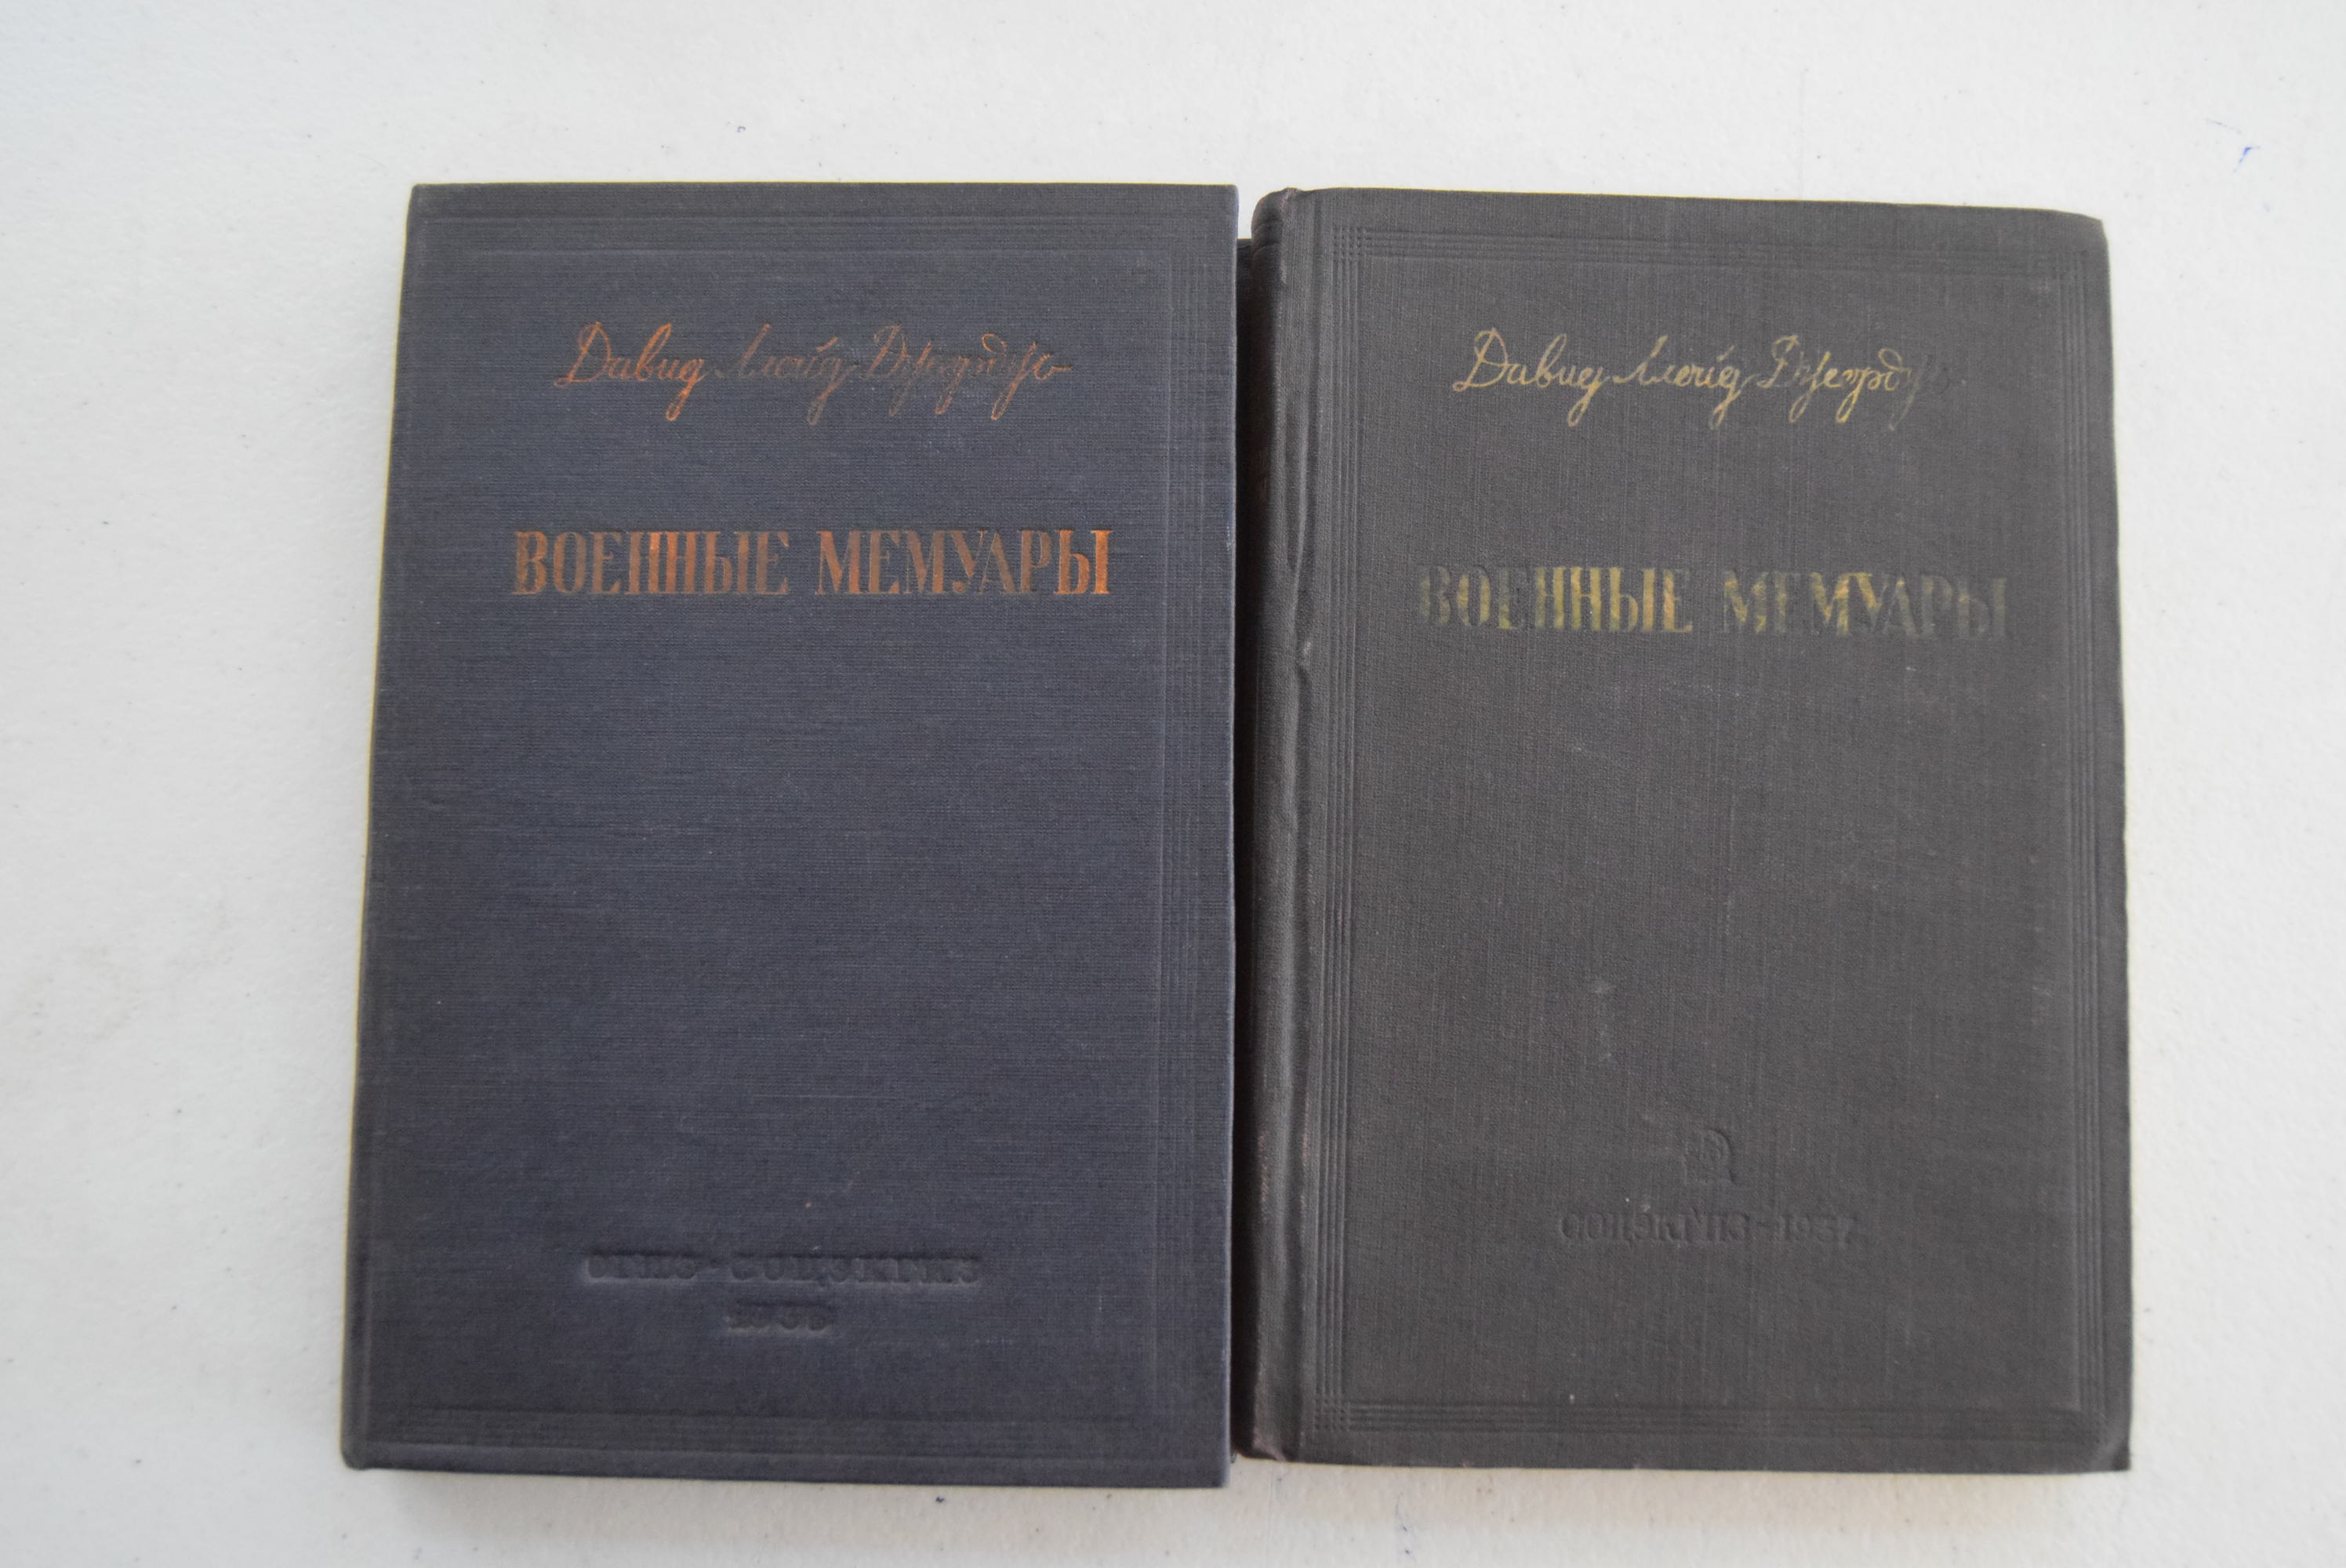 Давид Ллойд Джордж
ВОЕННЫЕ МЕМУАРЫ
ОГИЗ - СОЦЭКГИЗ
Давид Ллойд Джордж
ВОЕННЫЕ МЕМУАРЫ
СОЦЭКГИЗ-1937